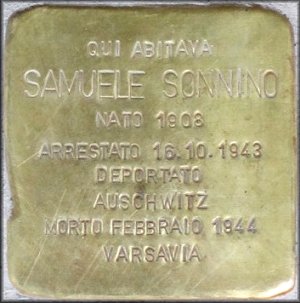 QUI ABITAVA
SAMUELE SONNINO
NATO 1908
ARRESTATO 16.10.1943
DEPORTATO
AUSCHWITZ
MORTO FEBBRAIO 1944
VARSAVIA